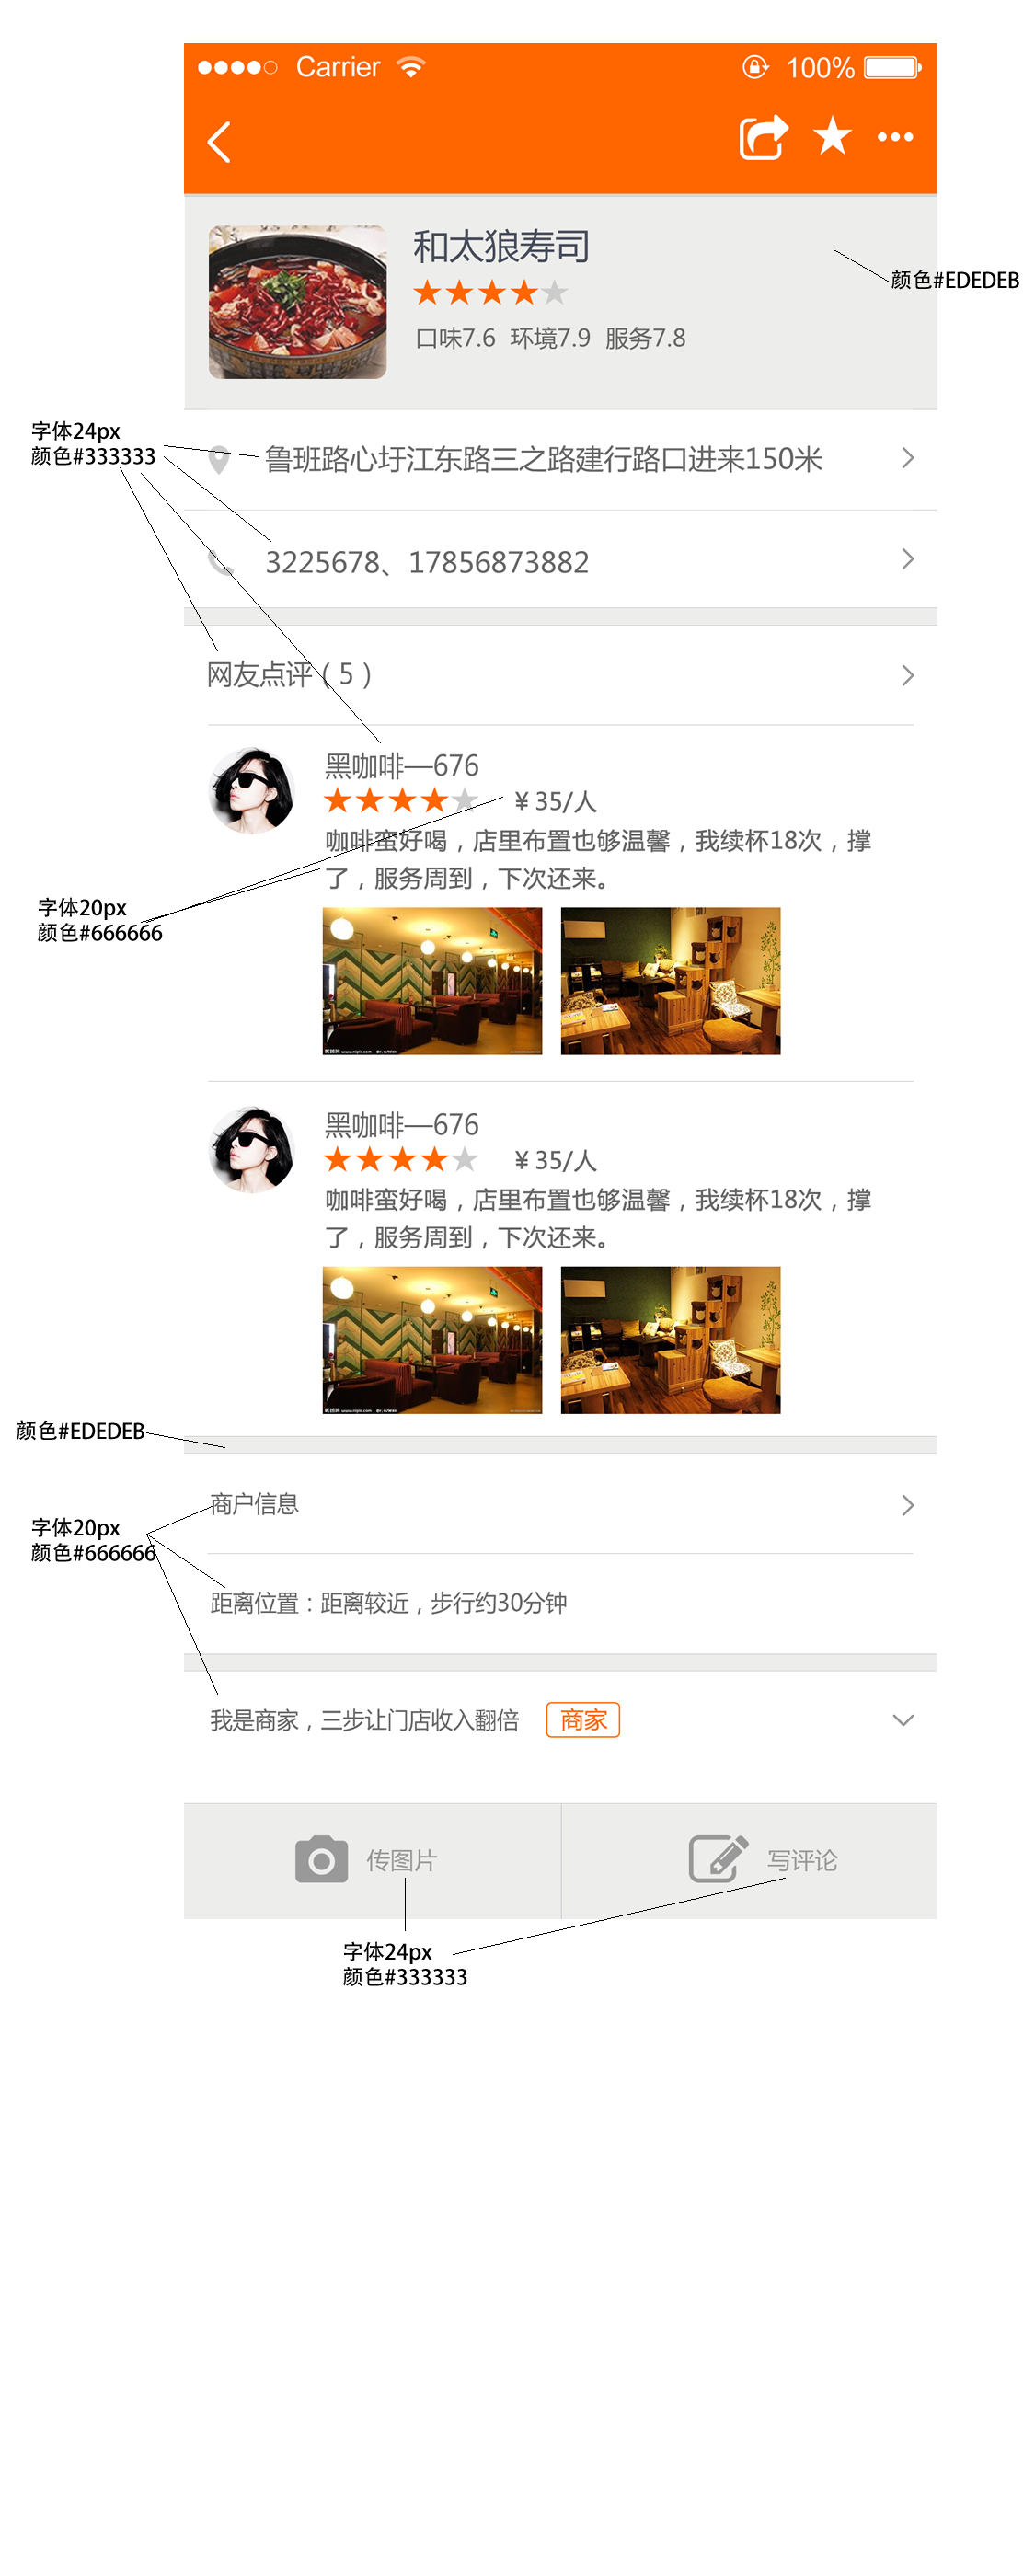 Carrier
100%
和太狼寿司
颜色#EDEDEB
口味7.6 环境7.9 服务7.8
字体24px
颜色#333333
鲁班路心圩江东路三之路建行路口进来150米
3225678、17856873882
网友点评（5）
黑咖啡—676
¥35/人
咖啡蛮好喝，店里布置也够温馨，我续杯18次，撑
了，服务周到，下次还来。
字体20px
颜色#666666
黑咖啡—676
¥35/人
咖啡蛮好喝，店里布置也够温馨，我续杯18次，撑
了，服务周到，下次还来。
颜色#EDEDEB
商户信息
字体20px
颜色#666666
距离位置：距离较近，步行约30分钟
我是商家，三步让门店收入翻倍 商家
传图片
写评论
字体24px
颜色#333333